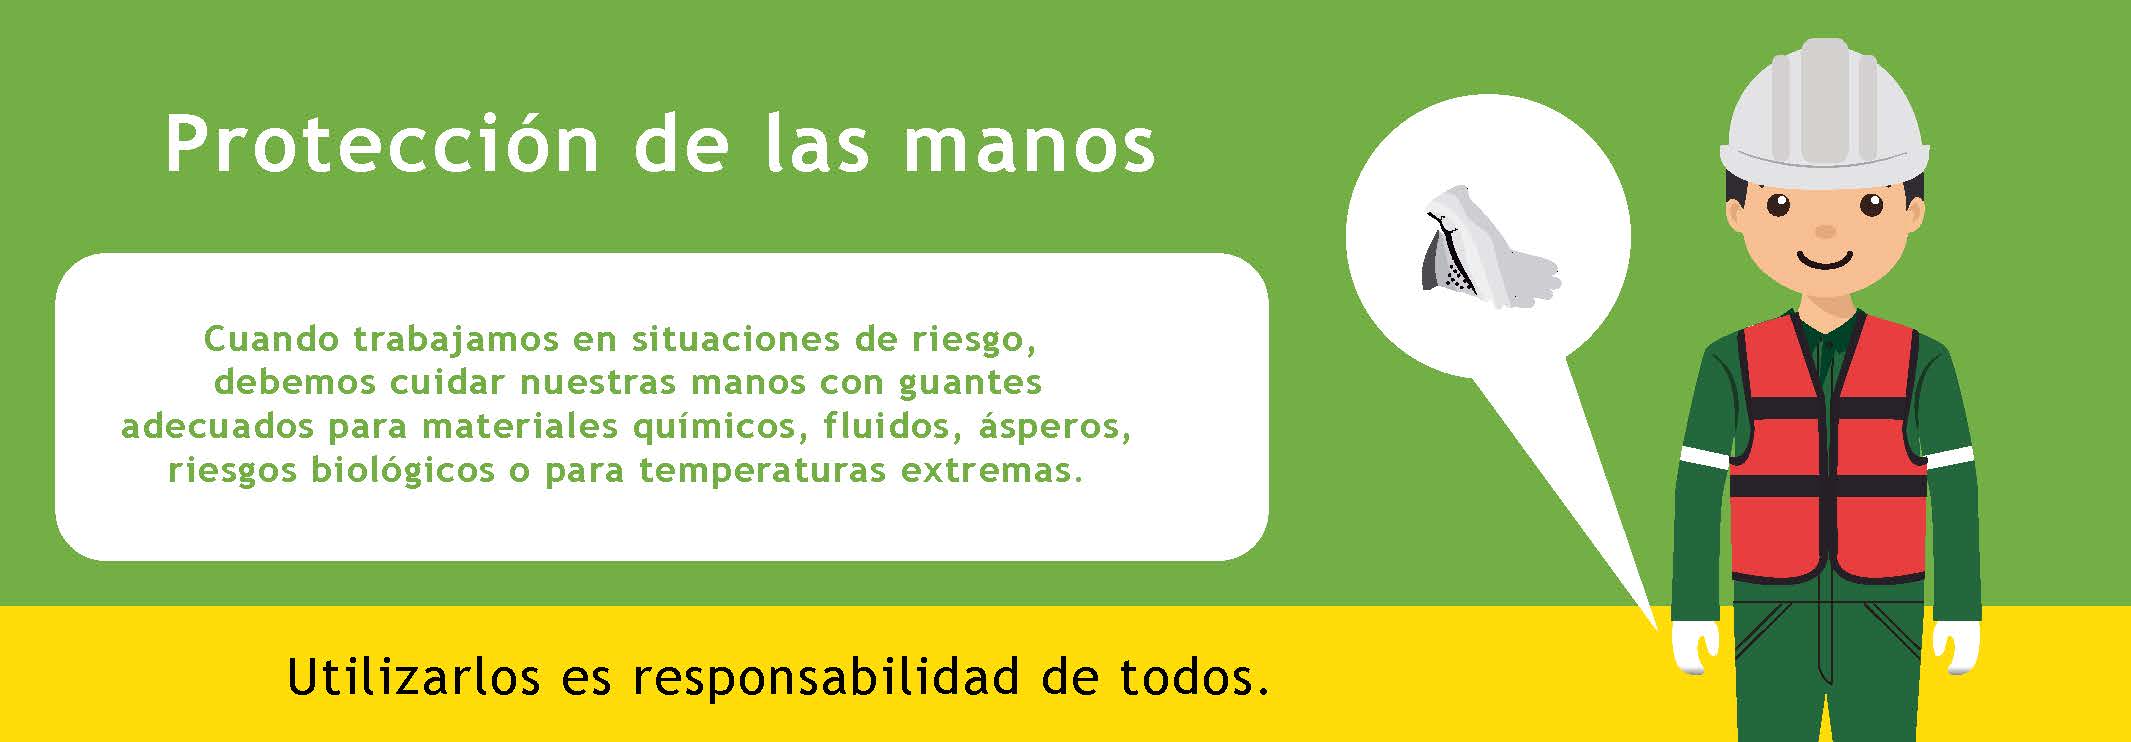 Protección de las manos
Cuando trabajamos en situaciones de riesgo,
debemos cuidar nuestras manos con guantes
adecuados para materiales químicos, fluidos, ásperos,
riesgos biológicos o para temperaturas extremas.
Utilizarlos es responsabilidad de todos.